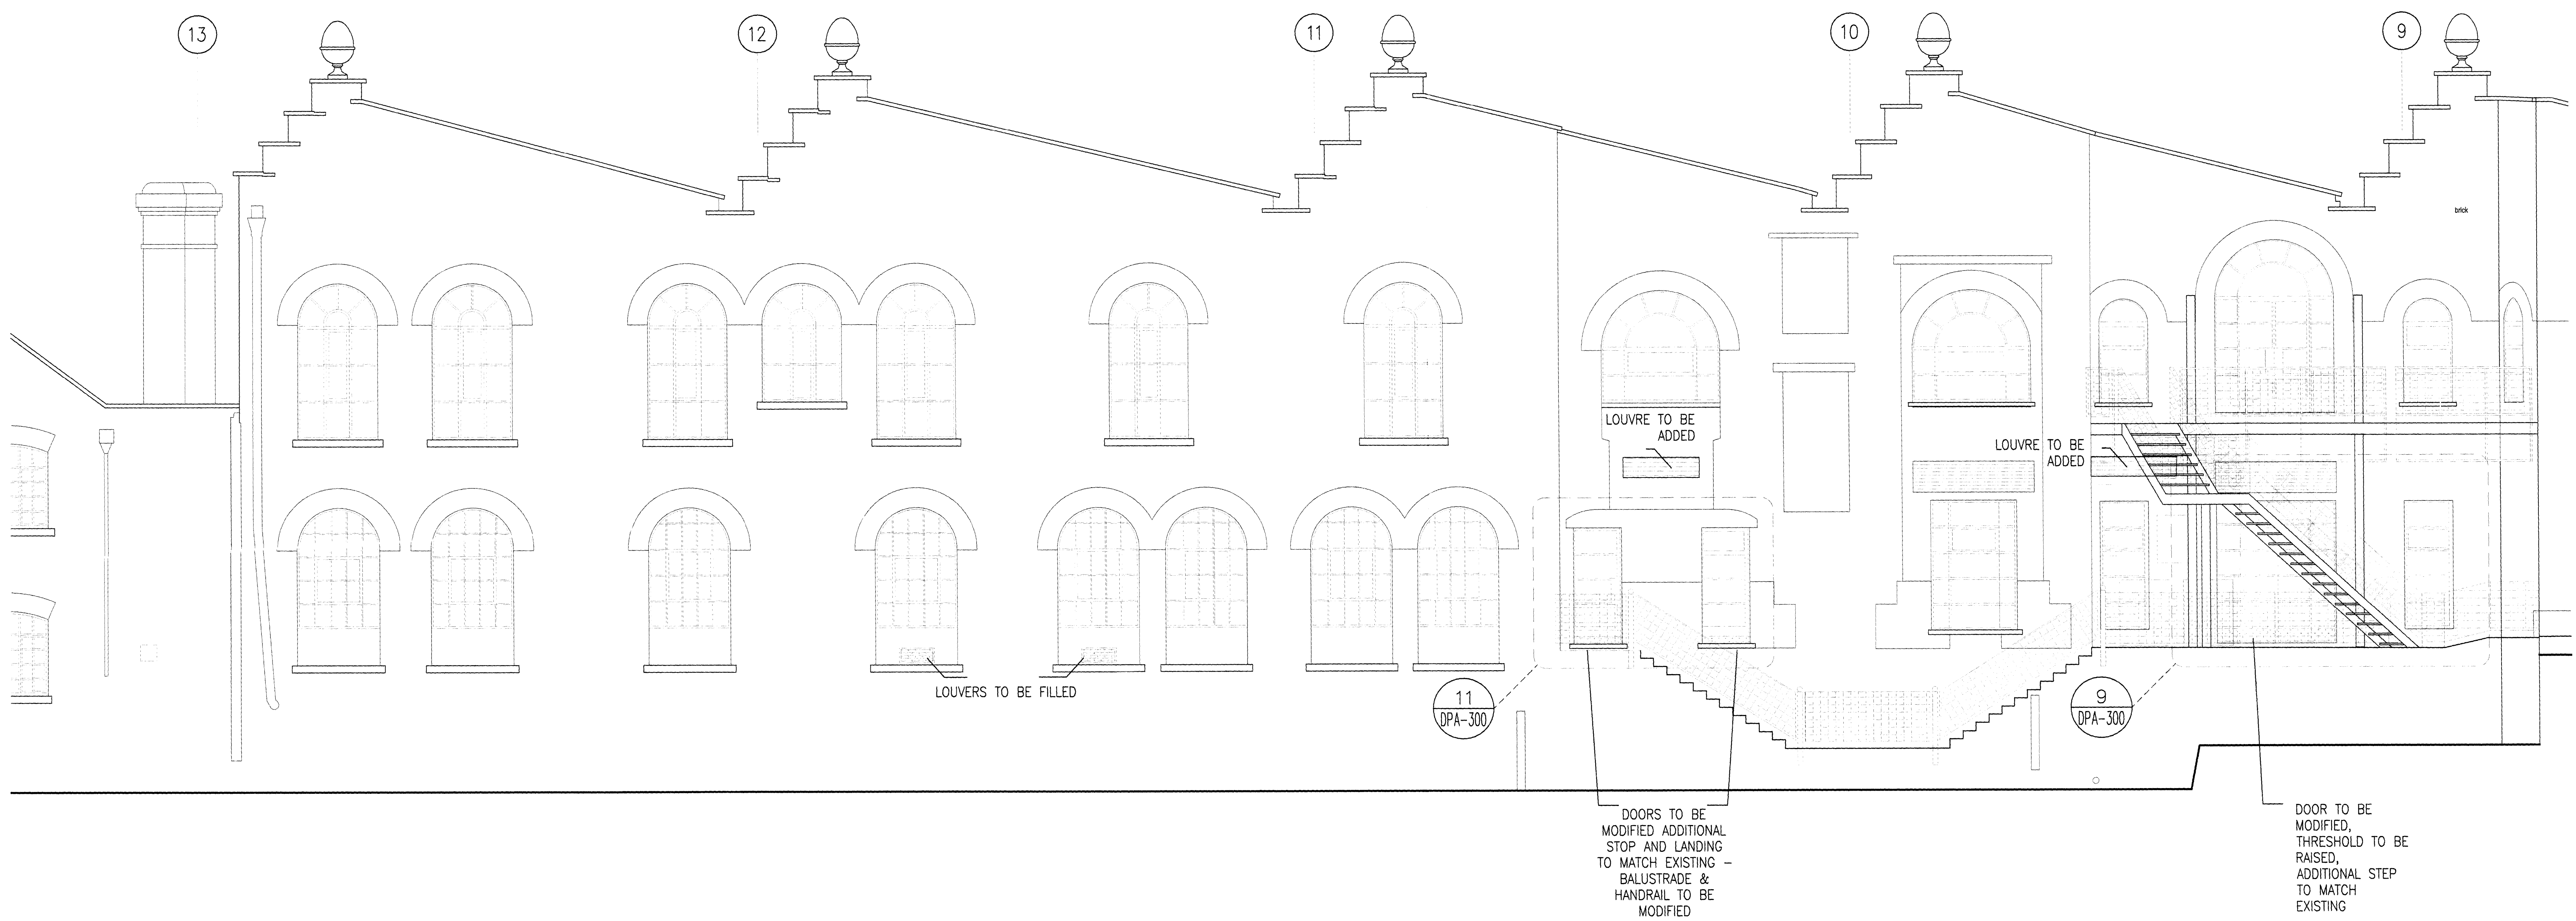 13
12
11
10
9
brick
LOUVRE TO BE
ADDED
LOUVRE TO BE
ADDED
LOUVERS TO BE FILLED
11
DPA-300
9
DPA-300
DOORS TO BE
MODIFIED ADDITIONAL
STOP AND LANDING
TO MATCH EXISTING –
BALUSTRADE &
HANDRAIL TO BE
MODIFIED
DOOR TO BE
MODIFIED,
THRESHOLD TO BE
RAISED,
ADDITIONAL STEP
TO MATCH
EXISTING